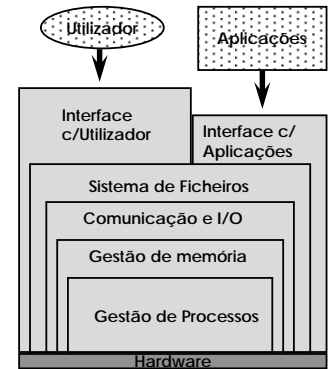 Utilizador
Aplicações
Interface
c/Utilizador
Interface c/
Aplicações
Sistema de Ficheiros
Comunicação e I/O
Gestão de memória
Gestão de Processos
Hardware